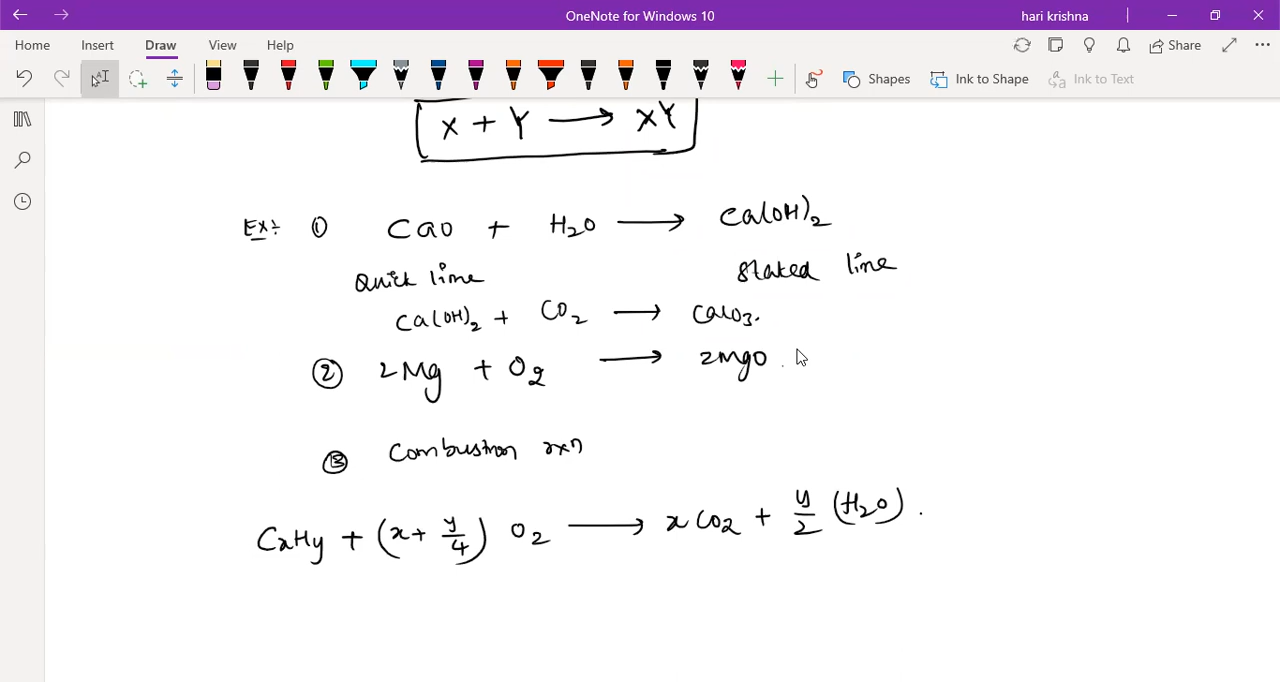 OneNote for Windows 10
hari krishna
Home Insert Draw View Help
Share
Shapes Ink to Shape Ink to Text
X + Y → XY
Ex: ① CaO + H₂O → Ca(OH)₂
Quick lime slaked lime
Ca(OH)₂ + CO₂ → CaCO₃.
② 2Mg + O₂ → 2MgO.
③ Combustion rxn
CxHy + (x + y/4) O₂ → x CO₂ + y/2 (H₂O).